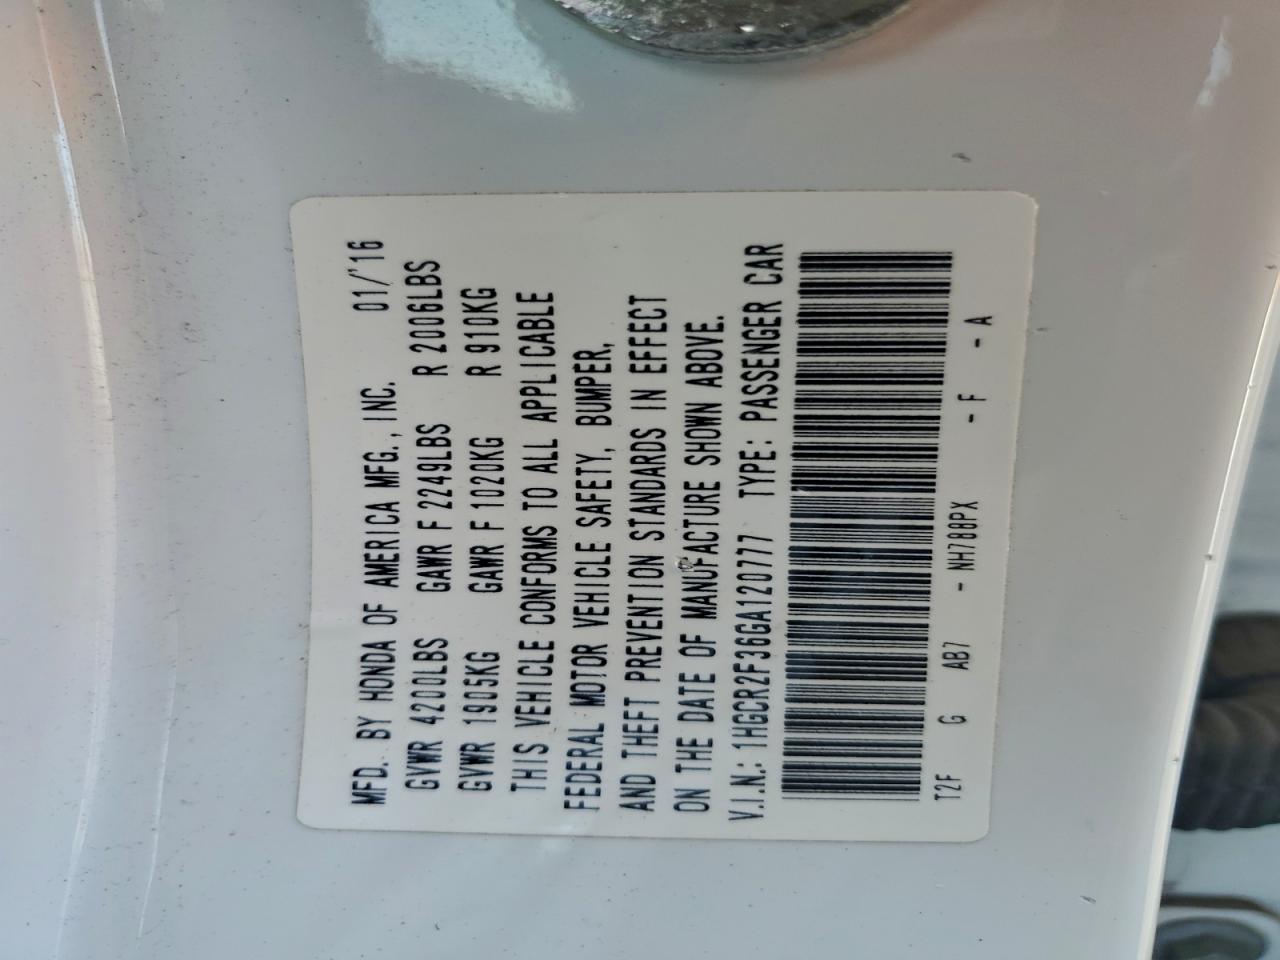 MFD. BY HONDA OF AMERICA MFG., INC. 01/'16
GVWR 4200LBS GAWR F 2249LBS R 2006LBS
GVWR 1905KG GAWR F 1020KG R 910KG
THIS VEHICLE CONFORMS TO ALL APPLICABLE
FEDERAL MOTOR VEHICLE SAFETY, BUMPER,
AND THEFT PREVENTION STANDARDS IN EFFECT
ON THE DATE OF MANUFACTURE SHOWN ABOVE.
V.I.N.: 1HGCR2F36GA120777 TYPE: PASSENGER CAR
T2F G AB7 - NH788PX - F - A